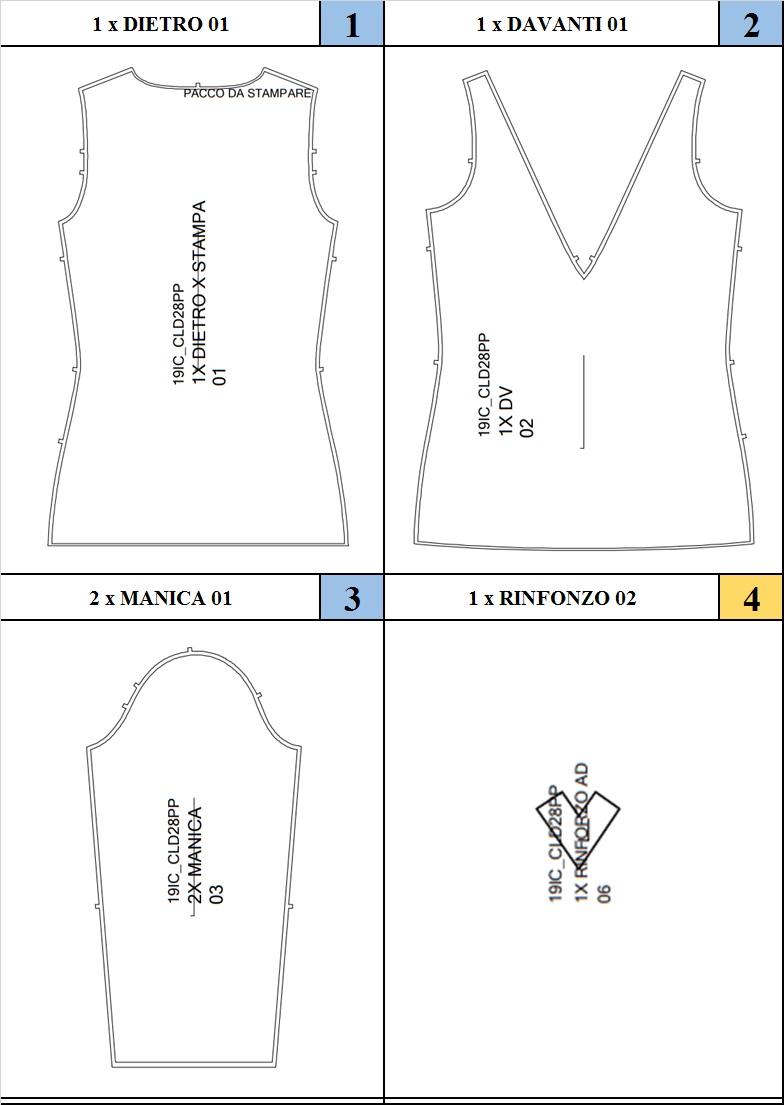 1 x DIETRO 01
1
1 x DAVANTI 01
2
PACCO DA STAMPARE
19IC_CLD28PP
1X DIETRO X STAMPA
01
19IC_CLD28PP
1X DV
02
2 x MANICA 01
3
1 x RINFONZO 02
4
19IC_CLD28PP
2X MANICA
03
19IC_CLD28PP
1X RINFORZO AD
06